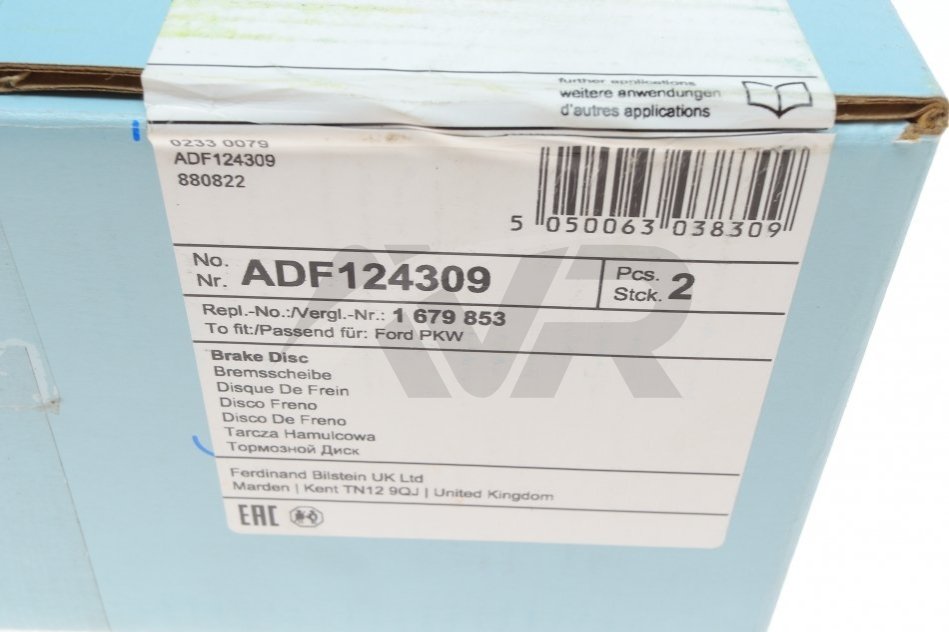 further applications
weitere anwendungen
d'autres applications
0233 0079
ADF124309
880822
5 050063 038309
No.
Nr. ADF124309
Pcs.
Stck. 2
Repl.-No.:/Vergl.-Nr.: 1 679 853
To fit:/Passend für: Ford PKW
Brake Disc
Bremsscheibe
Disque De Frein
Disco Freno
Disco De Freno
Tarcza Hamulcowa
Тормозной Диск
Ferdinand Bilstein UK Ltd
Marden | Kent TN12 9QJ | United Kingdom
EAC
AVR